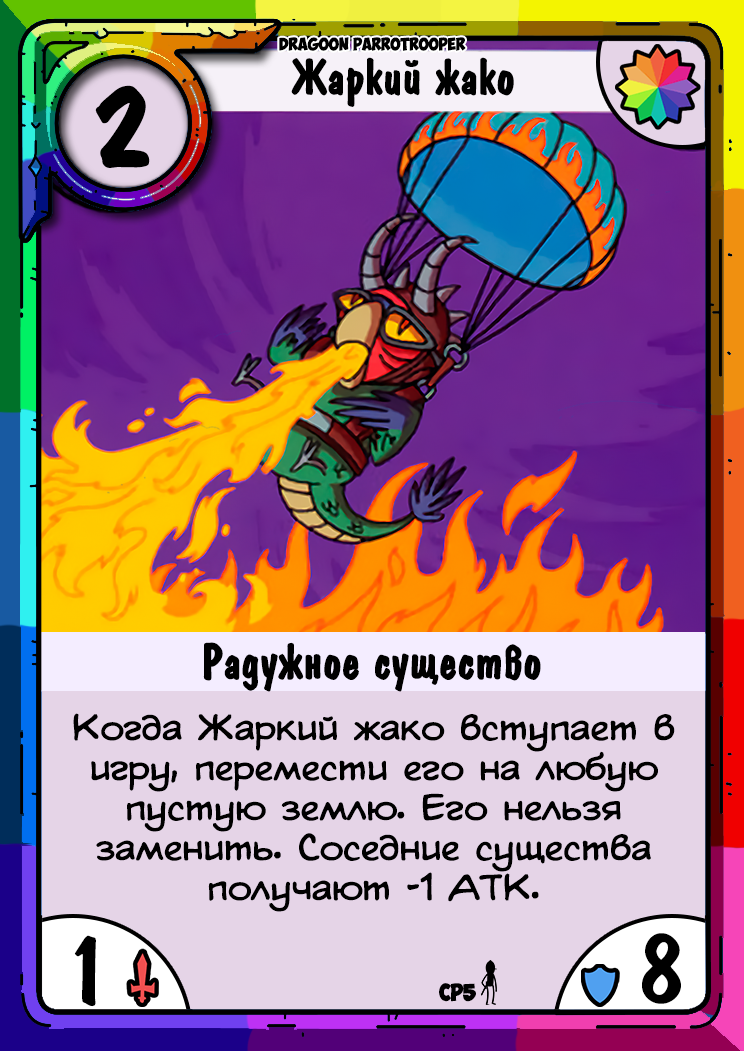 DRAGOON PARROTROOPER
Жаркий жако
2
Радужное существо
Когда Жаркий жако вступает в
игру, перемести его на любую
пустую землю. Его нельзя
заменить. Соседние существа
получают -1 АТК.
1
CP5
8